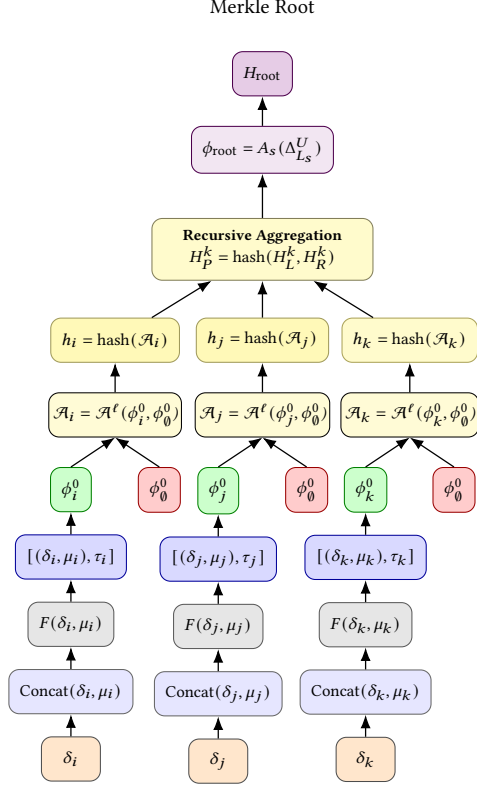 Merkle Root
H_root
ϕ_root = A_s(Δ^U_{L_s})
Recursive Aggregation
H^k_P = hash(H^k_L, H^k_R)
h_i = hash(𝒜_i) h_j = hash(𝒜_j) h_k = hash(𝒜_k)
𝒜_i = 𝒜^ℓ(ϕ^0_i, ϕ^0_∅) 𝒜_j = 𝒜^ℓ(ϕ^0_j, ϕ^0_∅) 𝒜_k = 𝒜^ℓ(ϕ^0_k, ϕ^0_∅)
ϕ^0_i ϕ^0_∅ ϕ^0_j ϕ^0_∅ ϕ^0_k ϕ^0_∅
[(δ_i, μ_i), τ_i] [(δ_j, μ_j), τ_j] [(δ_k, μ_k), τ_k]
F(δ_i, μ_i) F(δ_j, μ_j) F(δ_k, μ_k)
Concat(δ_i, μ_i) Concat(δ_j, μ_j) Concat(δ_k, μ_k)
δ_i δ_j δ_k